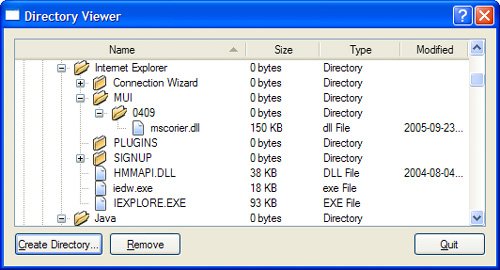 Directory Viewer
Name Size Type Modified
Internet Explorer 0 bytes Directory
Connection Wizard 0 bytes Directory
MUI 0 bytes Directory
0409 0 bytes Directory
mscorier.dll 150 KB dll File 2005-09-23...
PLUGINS 0 bytes Directory
SIGNUP 0 bytes Directory
HMMAPI.DLL 38 KB DLL File 2004-08-04...
iedw.exe 18 KB exe File
IEXPLORE.EXE 93 KB EXE File
Java 0 bytes Directory
Create Directory... Remove Quit